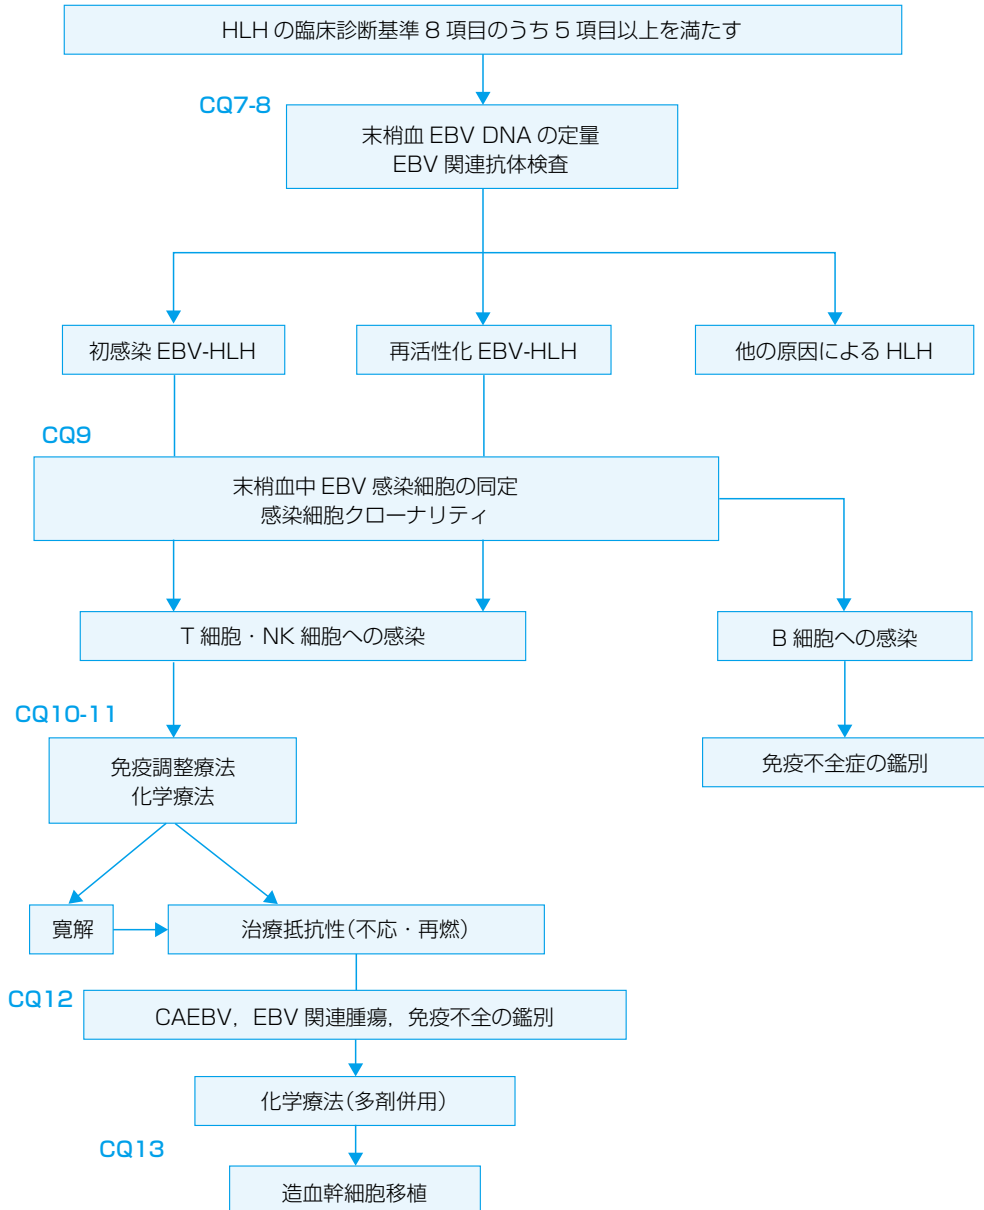 HLH の臨床診断基準 8 項目のうち 5 項目以上を満たす
CQ7-8
末梢血 EBV DNA の定量
EBV 関連抗体検査
初感染 EBV-HLH
再活性化 EBV-HLH
他の原因による HLH
CQ9
末梢血中 EBV 感染細胞の同定
感染細胞クローナリティ
T 細胞・NK 細胞への感染
B 細胞への感染
CQ10-11
免疫調整療法
化学療法
免疫不全症の鑑別
寛解
治療抵抗性(不応・再燃)
CQ12
CAEBV, EBV 関連腫瘍, 免疫不全の鑑別
化学療法(多剤併用)
CQ13
造血幹細胞移植